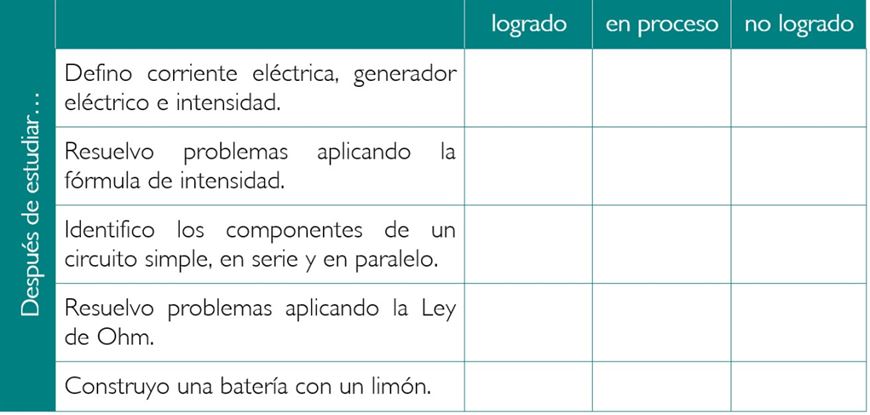 logrado en proceso no logrado
Después de estudiar...
Defino corriente eléctrica, generador
eléctrico e intensidad.
Resuelvo problemas aplicando la
fórmula de intensidad.
Identifico los componentes de un
circuito simple, en serie y en paralelo.
Resuelvo problemas aplicando la Ley
de Ohm.
Construyo una batería con un limón.